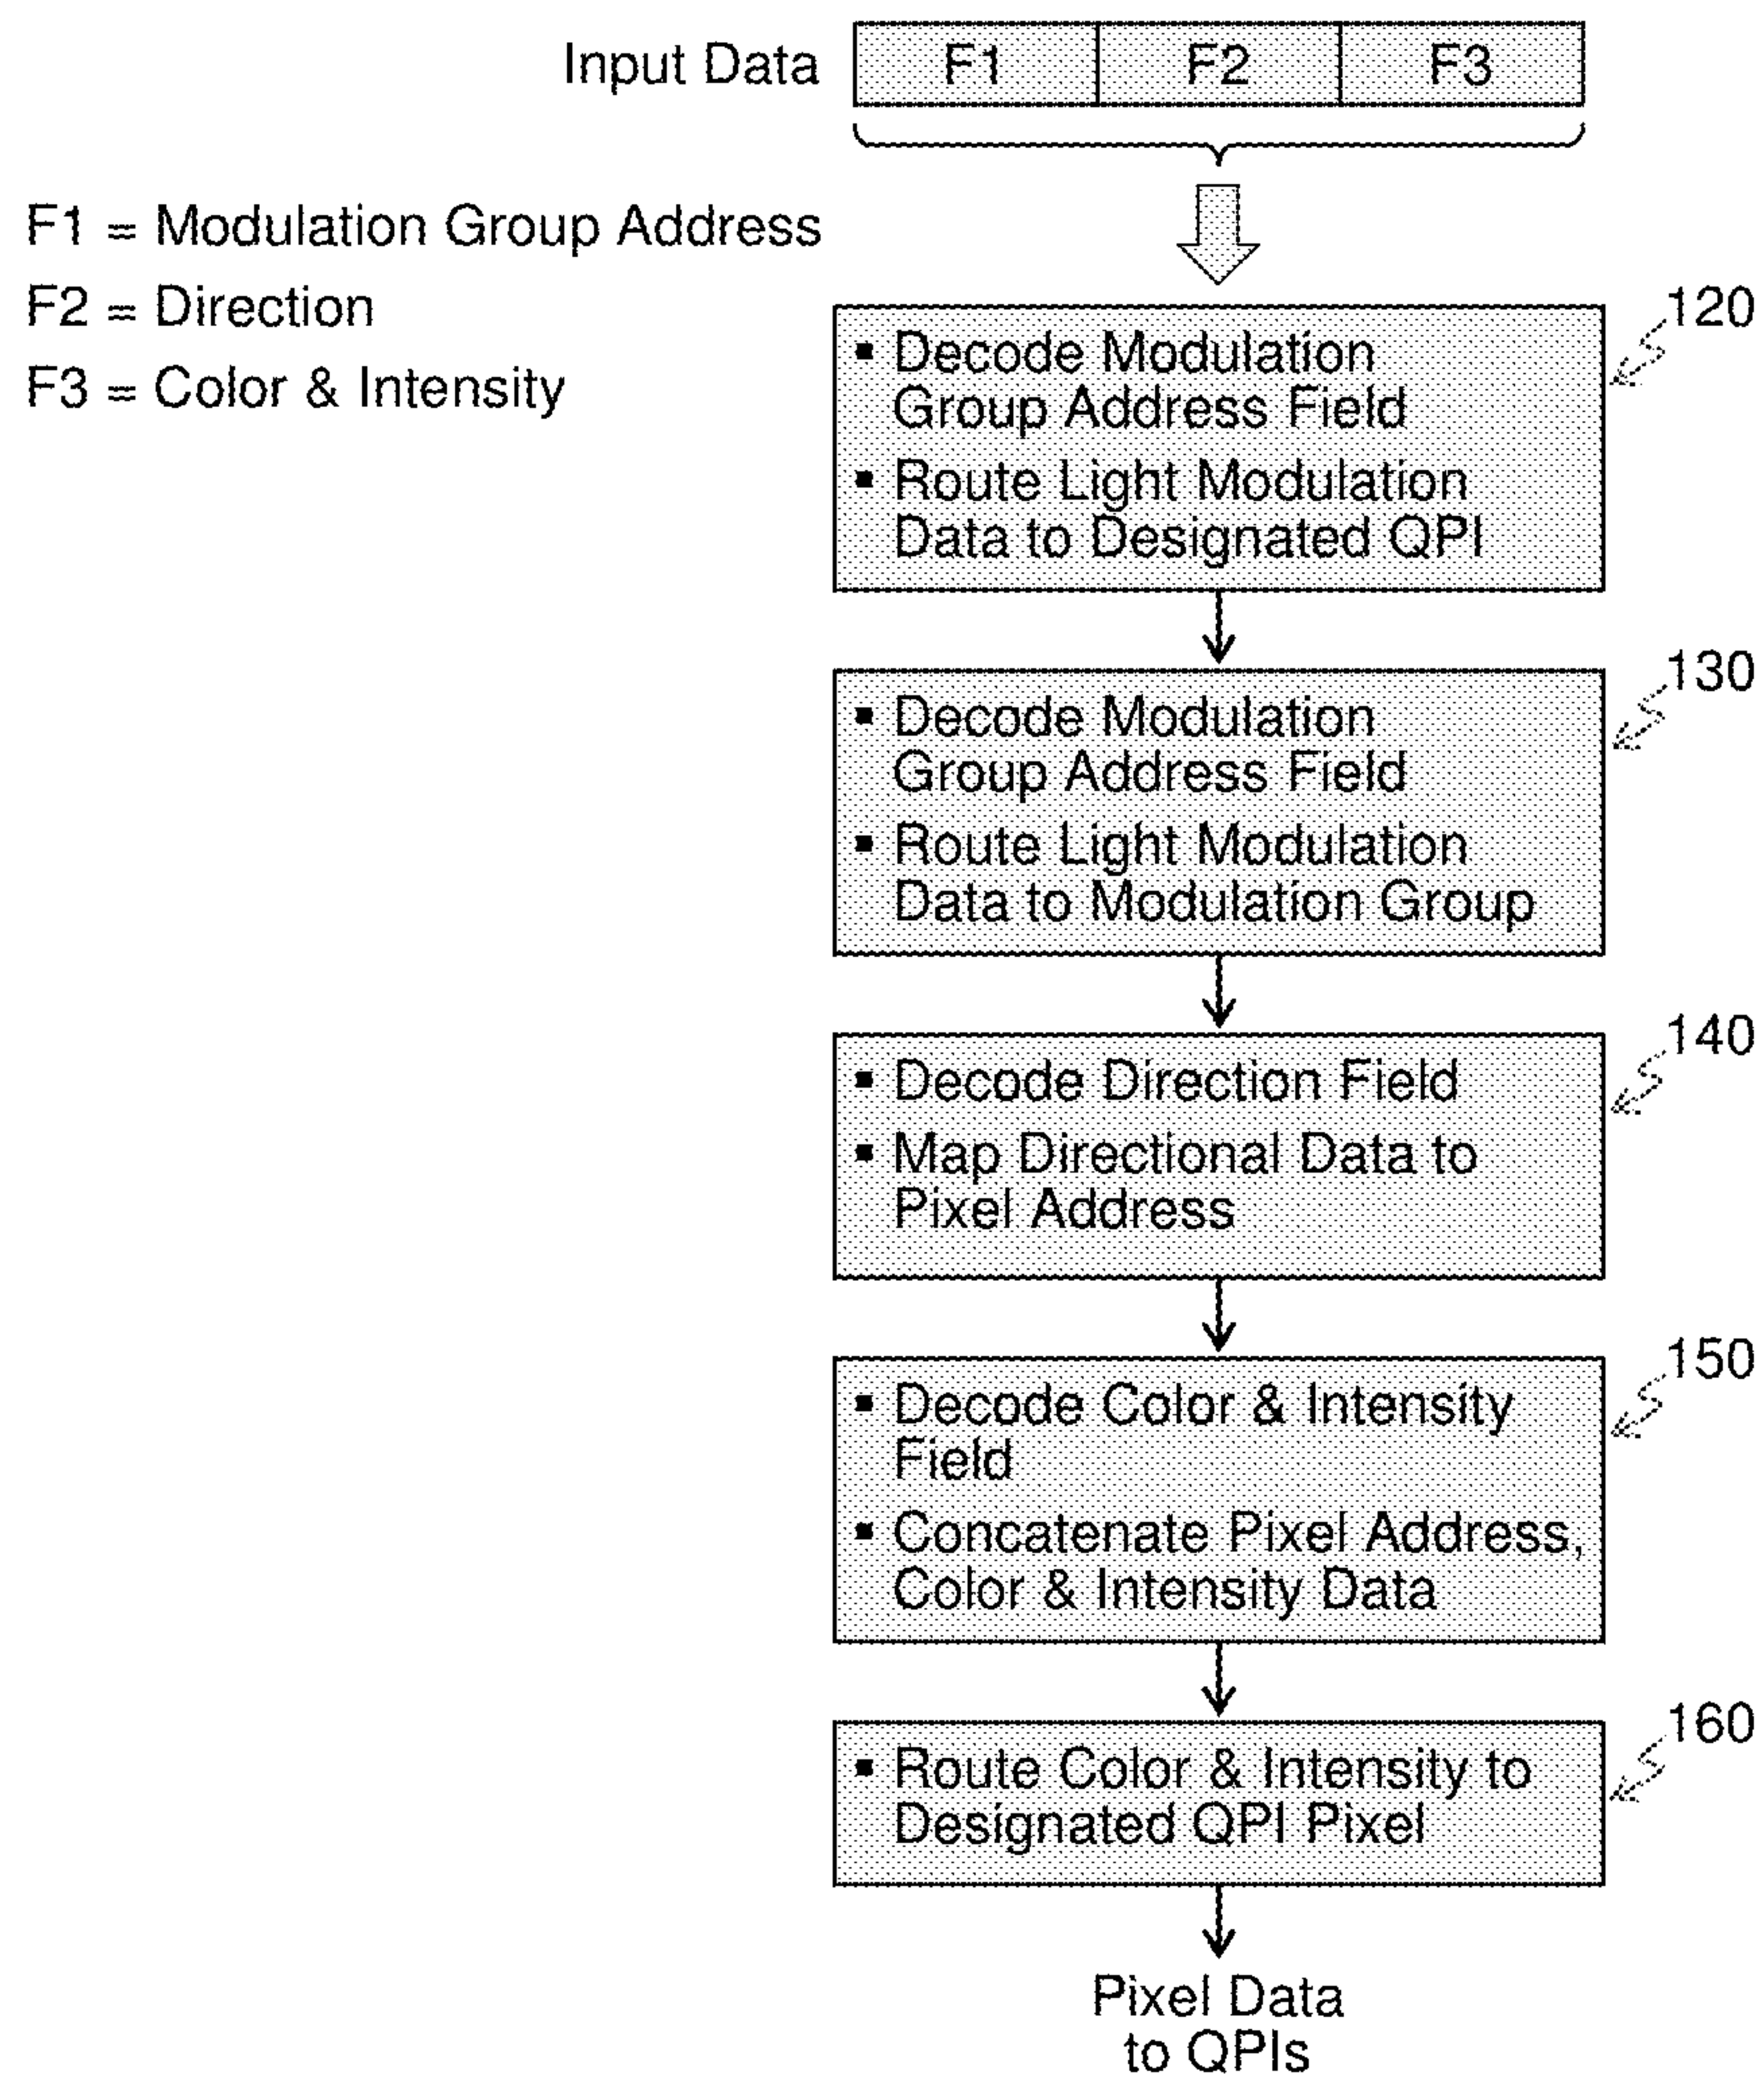 Input Data F1 F2 F3
F1 = Modulation Group Address
F2 = Direction
F3 = Color & Intensity
120
▪ Decode Modulation
Group Address Field
▪ Route Light Modulation
Data to Designated QPI
130
▪ Decode Modulation
Group Address Field
▪ Route Light Modulation
Data to Modulation Group
140
▪ Decode Direction Field
▪ Map Directional Data to
Pixel Address
150
▪ Decode Color & Intensity
Field
▪ Concatenate Pixel Address,
Color & Intensity Data
160
▪ Route Color & Intensity to
Designated QPI Pixel
Pixel Data
to QPIs